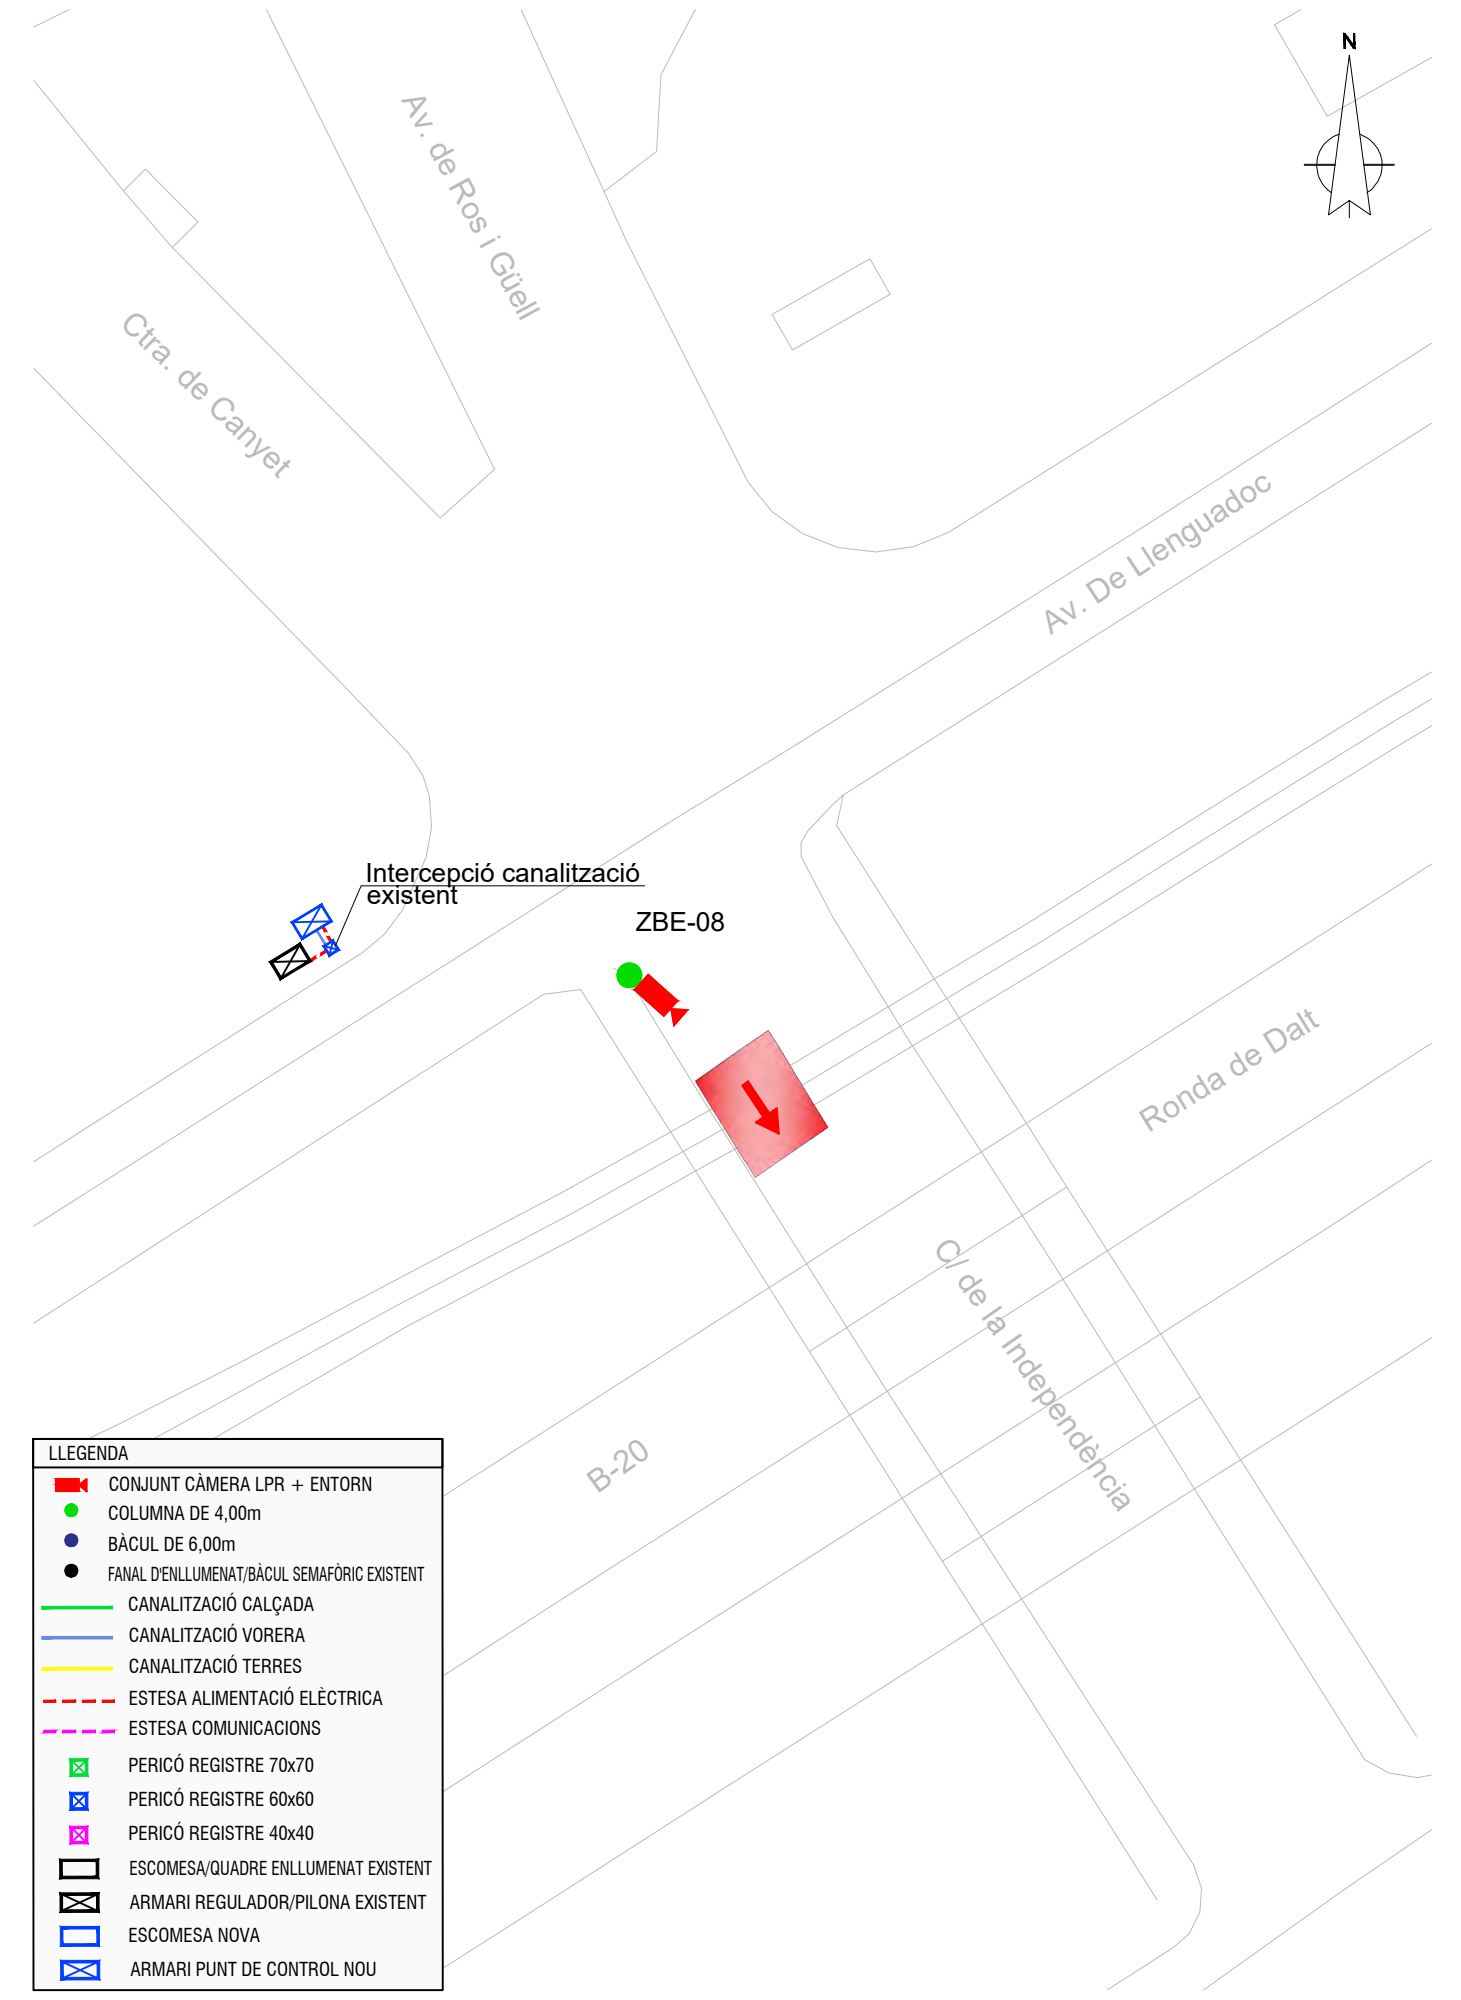 N
Av. de Ros i Güell
Ctra. de Canyet
Av. De Llenguadoc
Intercepció canalització
existent
ZBE-08
Ronda de Dalt
C/ de la Independència
B-20
LLEGENDA
CONJUNT CÀMERA LPR + ENTORN
COLUMNA DE 4,00m
BÀCUL DE 6,00m
FANAL D'ENLLUMENAT/BÀCUL SEMAFÒRIC EXISTENT
CANALITZACIÓ CALÇADA
CANALITZACIÓ VORERA
CANALITZACIÓ TERRES
ESTESA ALIMENTACIÓ ELÈCTRICA
ESTESA COMUNICACIONS
PERICÓ REGISTRE 70x70
PERICÓ REGISTRE 60x60
PERICÓ REGISTRE 40x40
ESCOMESA/QUADRE ENLLUMENAT EXISTENT
ARMARI REGULADOR/PILONA EXISTENT
ESCOMESA NOVA
ARMARI PUNT DE CONTROL NOU